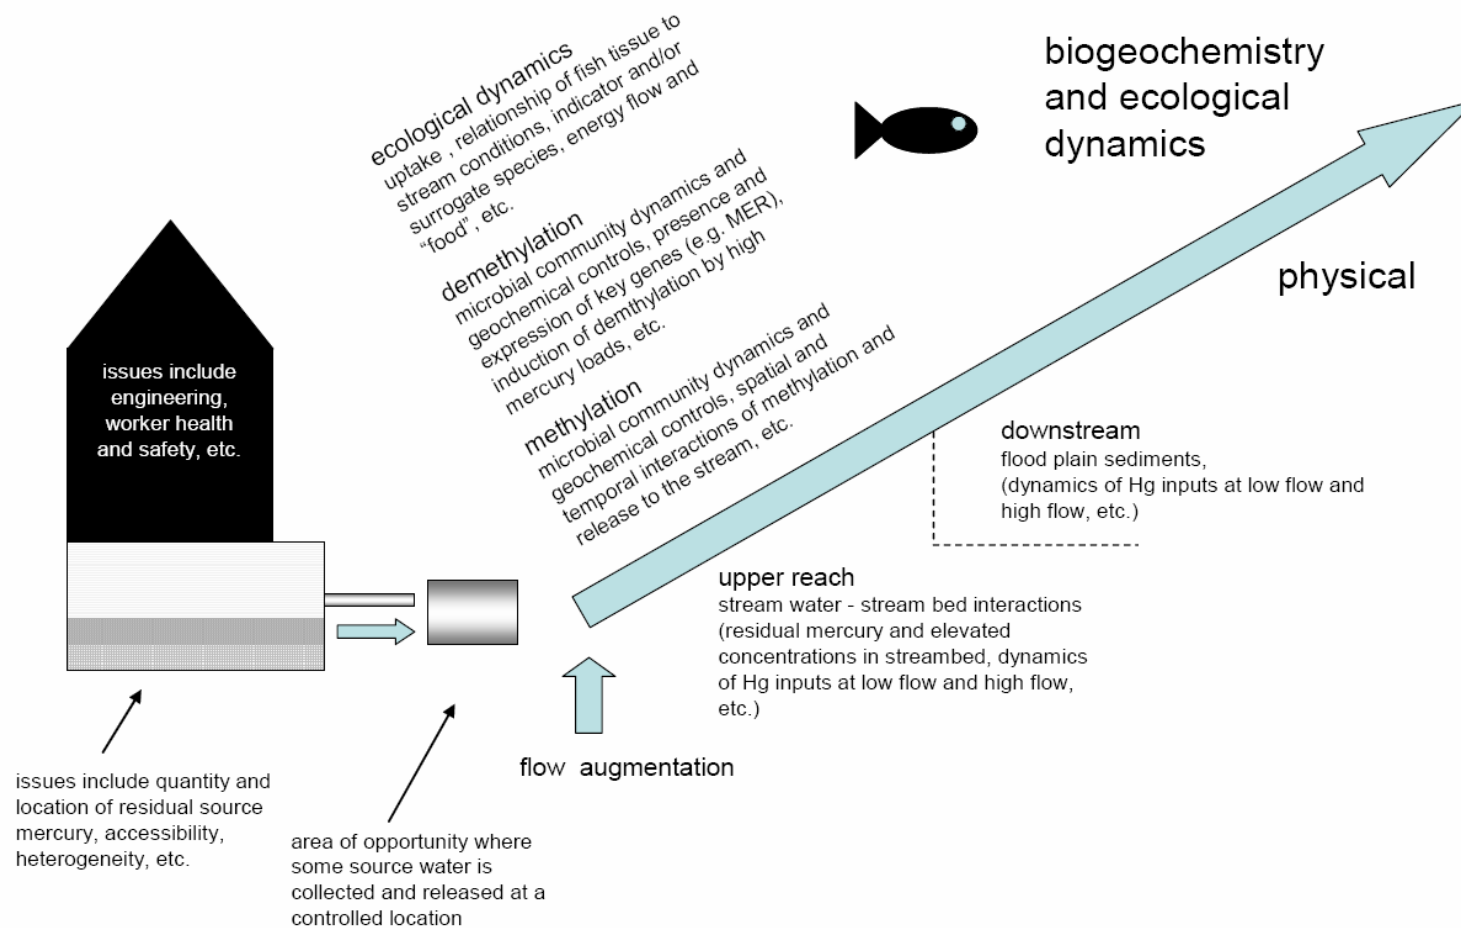 ecological dynamics
uptake , relationship of fish tissue to
stream conditions, indicator and/or
surrogate species, energy flow and
“food”, etc.
demethylation
microbial community dynamics and
geochemical controls, presence and
expression of key genes (e.g. MER),
induction of demthylation by high
mercury loads, etc.
methylation
microbial community dynamics and
geochemical controls, spatial and
temporal interactions of methylation and
release to the stream, etc.
biogeochemistry
and ecological
dynamics
physical
issues include
engineering,
worker health
and safety, etc.
downstream
flood plain sediments,
(dynamics of Hg inputs at low flow and
high flow, etc.)
upper reach
stream water - stream bed interactions
(residual mercury and elevated
concentrations in streambed, dynamics
of Hg inputs at low flow and high flow,
etc.)
flow augmentation
issues include quantity and
location of residual source
mercury, accessibility,
heterogeneity, etc.
area of opportunity where
some source water is
collected and released at a
controlled location